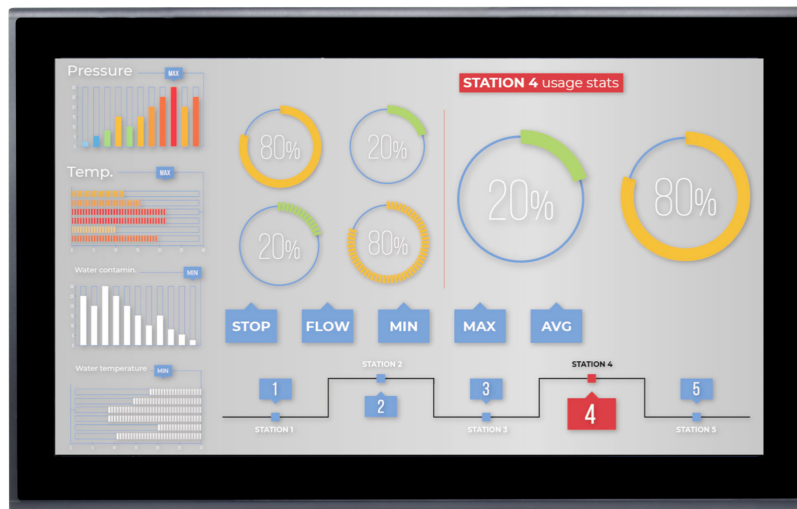 Pressure
MAX
STATION 4 usage stats
80%
20%
20%
80%
Temp.
MAX
20%
80%
Water contamin.
MIN
STOP
FLOW
MIN
MAX
AVG
Water temperature
MIN
STATION 2
STATION 4
1
2
3
4
5
STATION 1
STATION 3
STATION 5